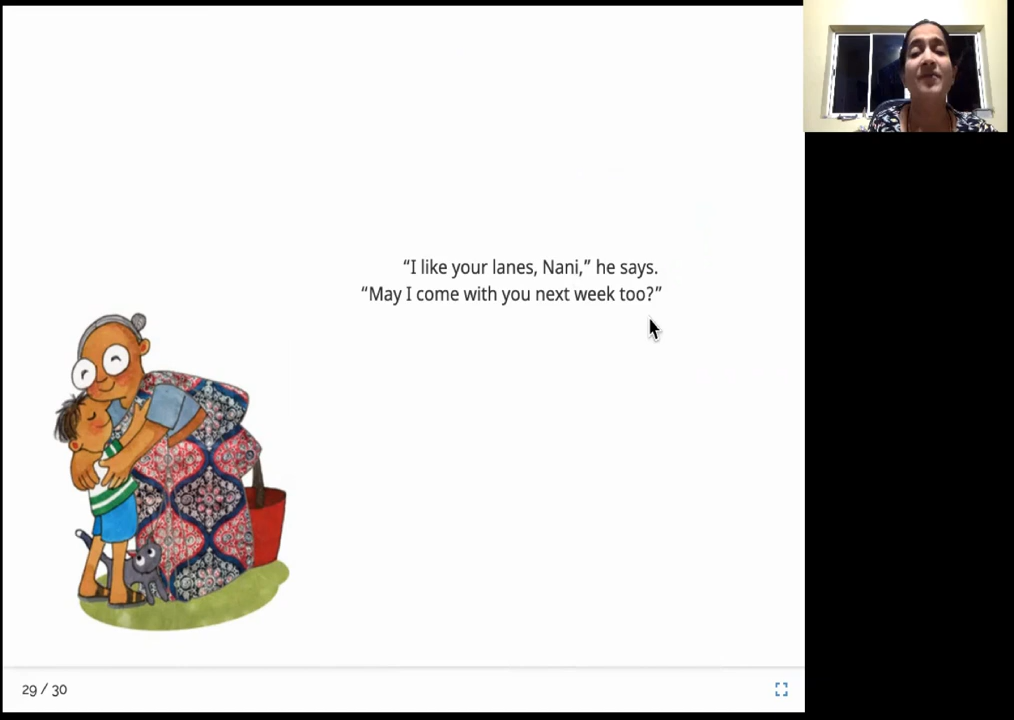 “I like your lanes, Nani,” he says.
“May I come with you next week too?”
29 / 30